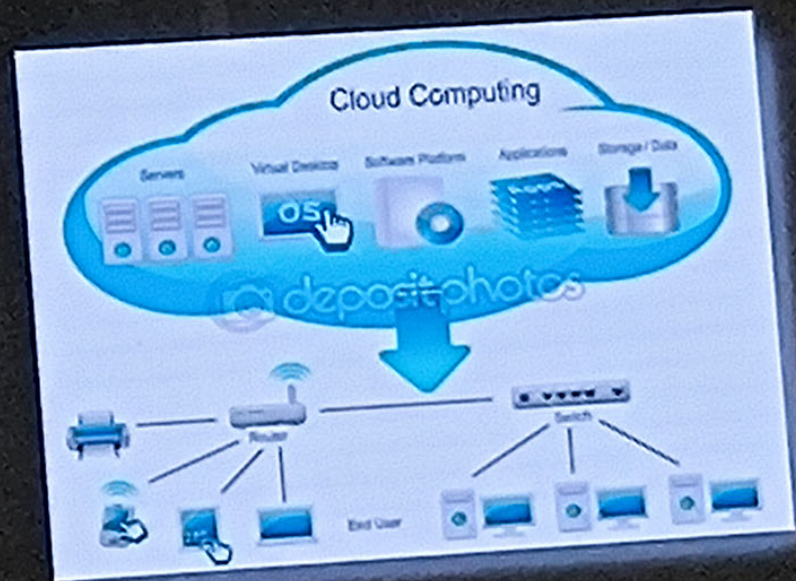 Cloud Computing
Servers
Virtual Desktop
Software Platform
Applications
Storage / Data
OS
depositphotos
Router
Switch
End User